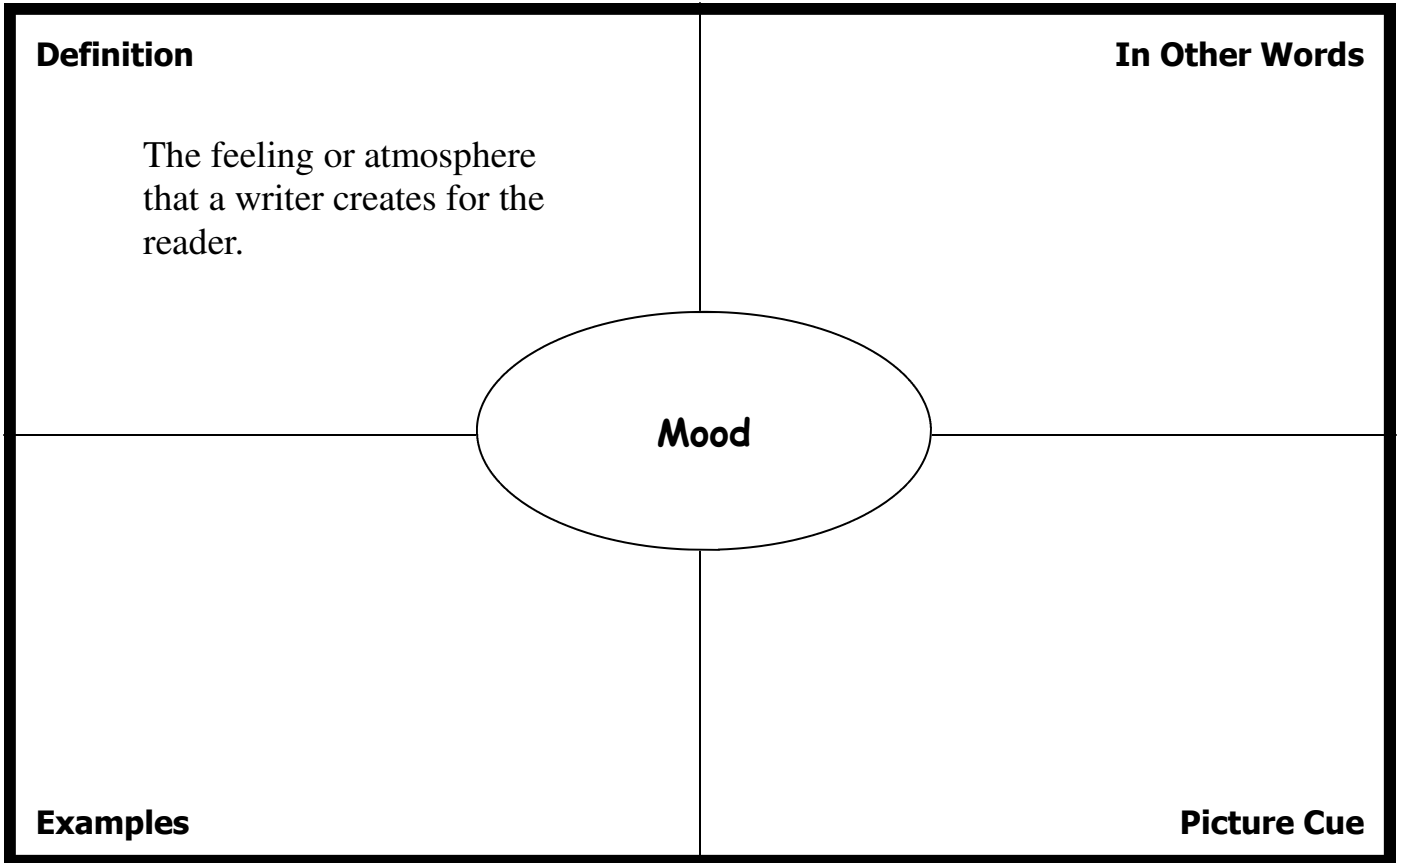 Definition
In Other Words
The feeling or atmosphere
that a writer creates for the
reader.
Mood
Examples
Picture Cue